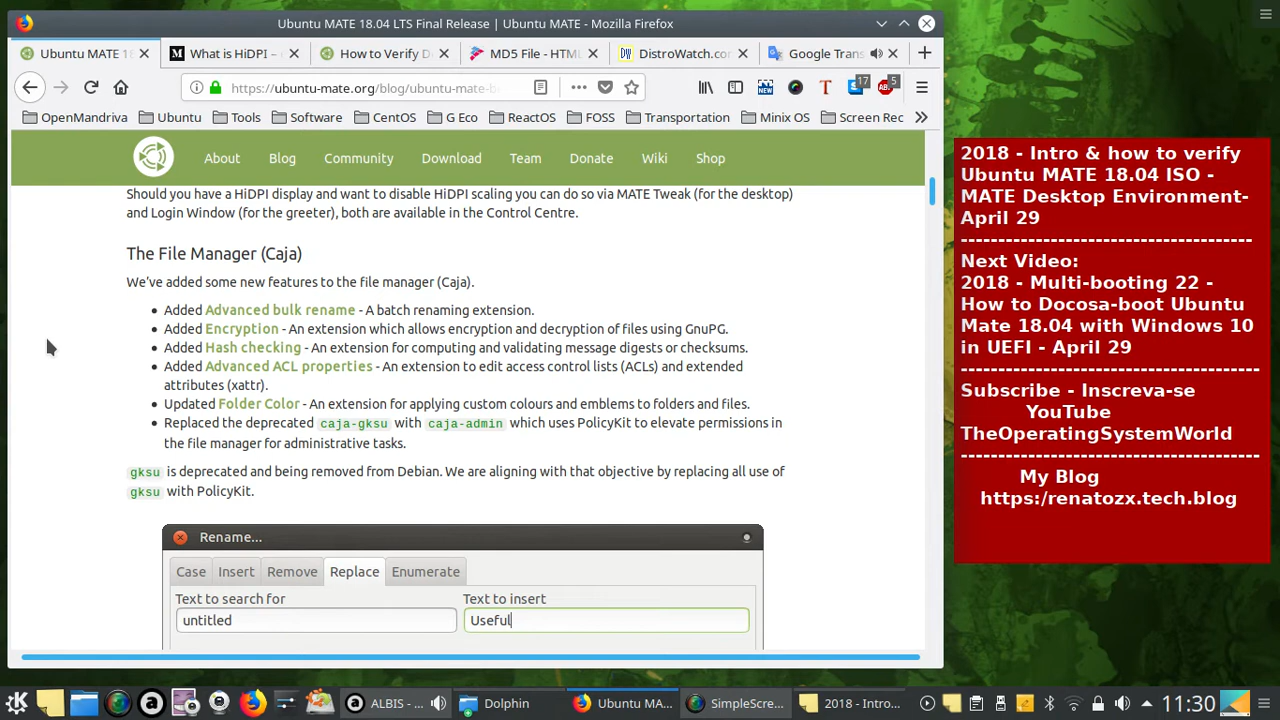 Ubuntu MATE 18.04 LTS Final Release | Ubuntu MATE - Mozilla Firefox
Ubuntu MATE 18
What is HiDPI –
How to Verify D
MD5 File - HTM
DistroWatch.co
Google Trans
https://ubuntu-mate.org/blog/ubuntu-mate-b
17
5
ABP
NEW
OpenMandriva
Ubuntu
Tools
Software
CentOS
G Eco
ReactOS
FOSS
Transportation
Minix OS
Screen Rec
About
Blog
Community
Download
Team
Donate
Wiki
Shop
Should you have a HiDPI display and want to disable HiDPI scaling you can do so via MATE Tweak (for the desktop)
and Login Window (for the greeter), both are available in the Control Centre.
The File Manager (Caja)
We've added some new features to the file manager (Caja).
Added Advanced bulk rename - A batch renaming extension.
Added Encryption - An extension which allows encryption and decryption of files using GnuPG.
Added Hash checking - An extension for computing and validating message digests or checksums.
Added Advanced ACL properties - An extension to edit access control lists (ACLs) and extended
attributes (xattr).
Updated Folder Color - An extension for applying custom colours and emblems to folders and files.
Replaced the deprecated caja-gksu with caja-admin which uses PolicyKit to elevate permissions in
the file manager for administrative tasks.
gksu is deprecated and being removed from Debian. We are aligning with that objective by replacing all use of
gksu with PolicyKit.
Rename...
Case
Insert
Remove
Replace
Enumerate
Text to search for
Text to insert
untitled
Useful
2018 - Intro & how to verify
Ubuntu MATE 18.04 ISO -
MATE Desktop Environment-
April 29
---------------------------------------
Next Video:
2018 - Multi-booting 22 -
How to Docosa-boot Ubuntu
Mate 18.04 with Windows 10
in UEFI - April 29
----------------------------------------
Subscribe - Inscreva-se
YouTube
TheOperatingSystemWorld
----------------------------------------
My Blog
https:/renatozx.tech.blog
ALBIS - ...
Dolphin
Ubuntu MA...
SimpleScre...
2018 - Intro...
11:30